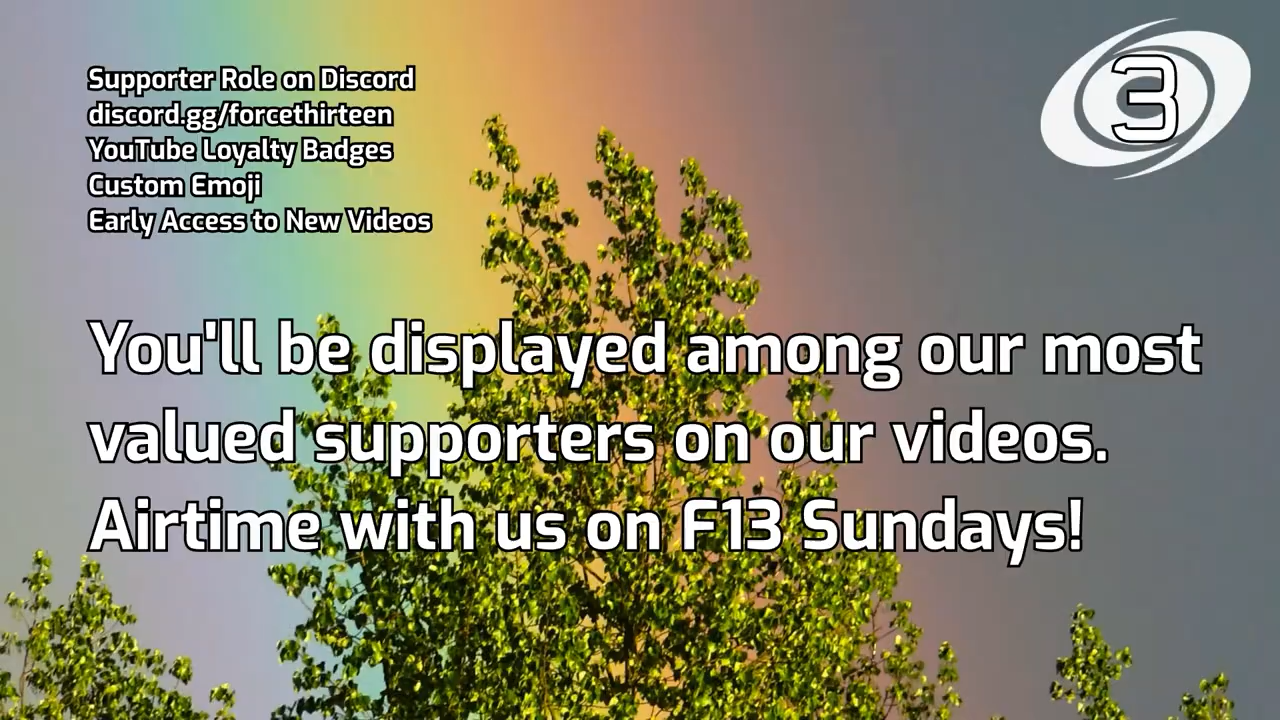 Supporter Role on Discord
discord.gg/forcethirteen
YouTube Loyalty Badges
Custom Emoji
Early Access to New Videos
3
You'll be displayed among our most
valued supporters on our videos.
Airtime with us on F13 Sundays!